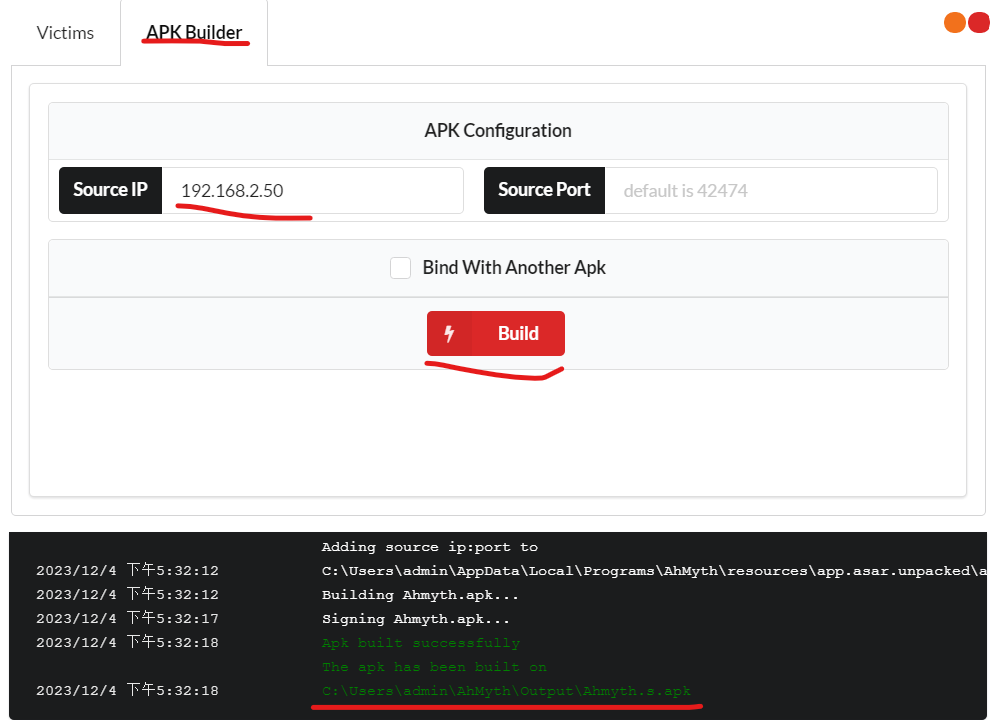 Victims
APK Builder
APK Configuration
Source IP
192.168.2.50
Source Port
default is 42474
Bind With Another Apk
Build
Adding source ip:port to
2023/12/4 下午5:32:12 C:\Users\admin\AppData\Local\Programs\AhMyth\resources\app.asar.unpacked\a
2023/12/4 下午5:32:12 Building Ahmyth.apk...
2023/12/4 下午5:32:17 Signing Ahmyth.apk...
2023/12/4 下午5:32:18 Apk built successfully
The apk has been built on
2023/12/4 下午5:32:18 C:\Users\admin\AhMyth\Output\Ahmyth.s.apk